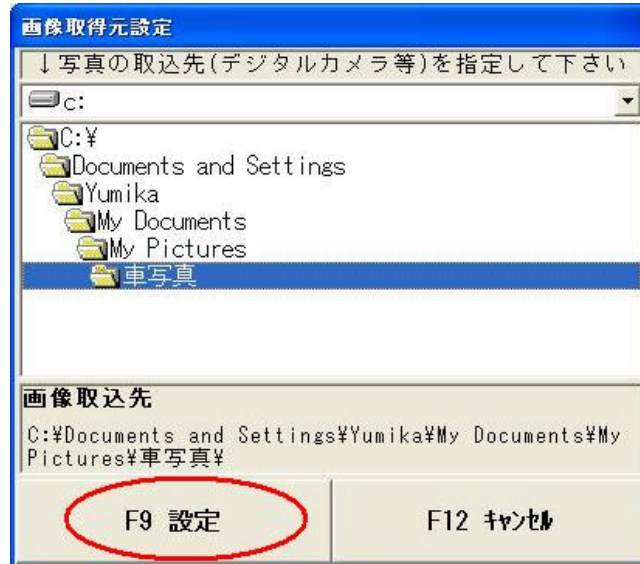 画像取得元設定
↓写真の取込先(デジタルカメラ等)を指定して下さい
c:
C:¥
Documents and Settings
Yumika
My Documents
My Pictures
車写真
画像取込先
C:¥Documents and Settings¥Yumika¥My Documents¥My
Pictures¥車写真¥
F9 設定
F12 ｷｬﾝｾﾙ